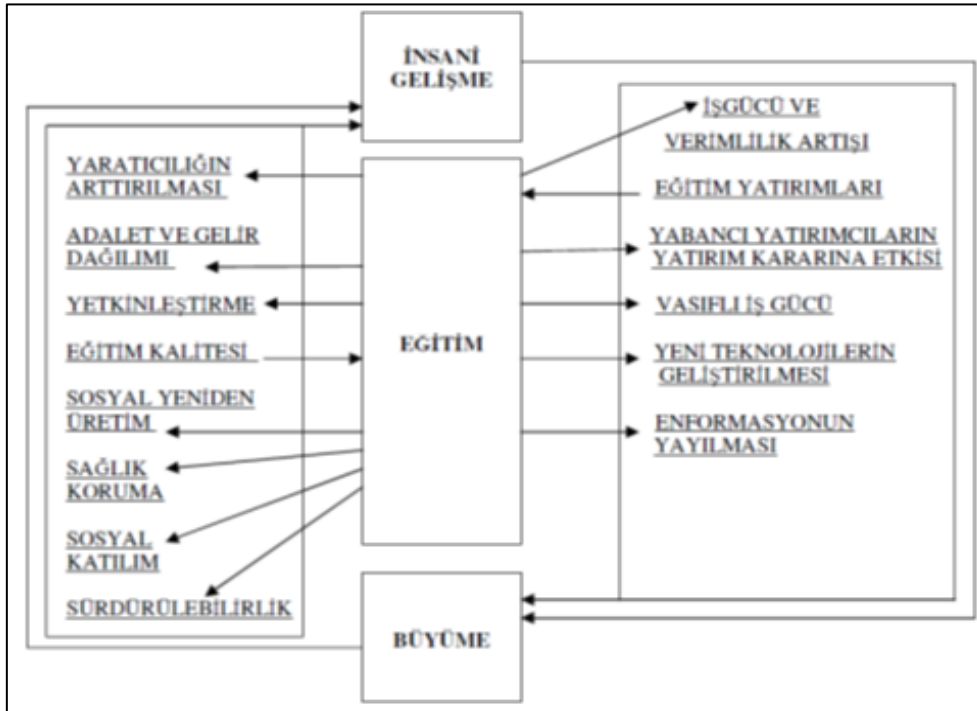 İNSANİ
GELİŞME
YARATICILIĞIN
ARTTIRILMASI
ADALET VE GELİR
DAĞILIMI
YETKİNLEŞTİRME
EĞİTİM KALİTESİ
SOSYAL YENİDEN
ÜRETİM
SAĞLIK
KORUMA
SOSYAL
KATILIM
SÜRDÜRÜLEBİLİRLİK
EĞİTİM
BÜYÜME
İŞGÜCÜ VE
VERİMLİLİK ARTIŞI
EĞİTİM YATIRIMLARI
YABANCI YATIRIMCILARIN
YATIRIM KARARINA ETKİSİ
VASIFLI İŞ GÜCÜ
YENİ TEKNOLOJİLERİN
GELİŞTİRİLMESİ
ENFORMASYONUN
YAYILMASI